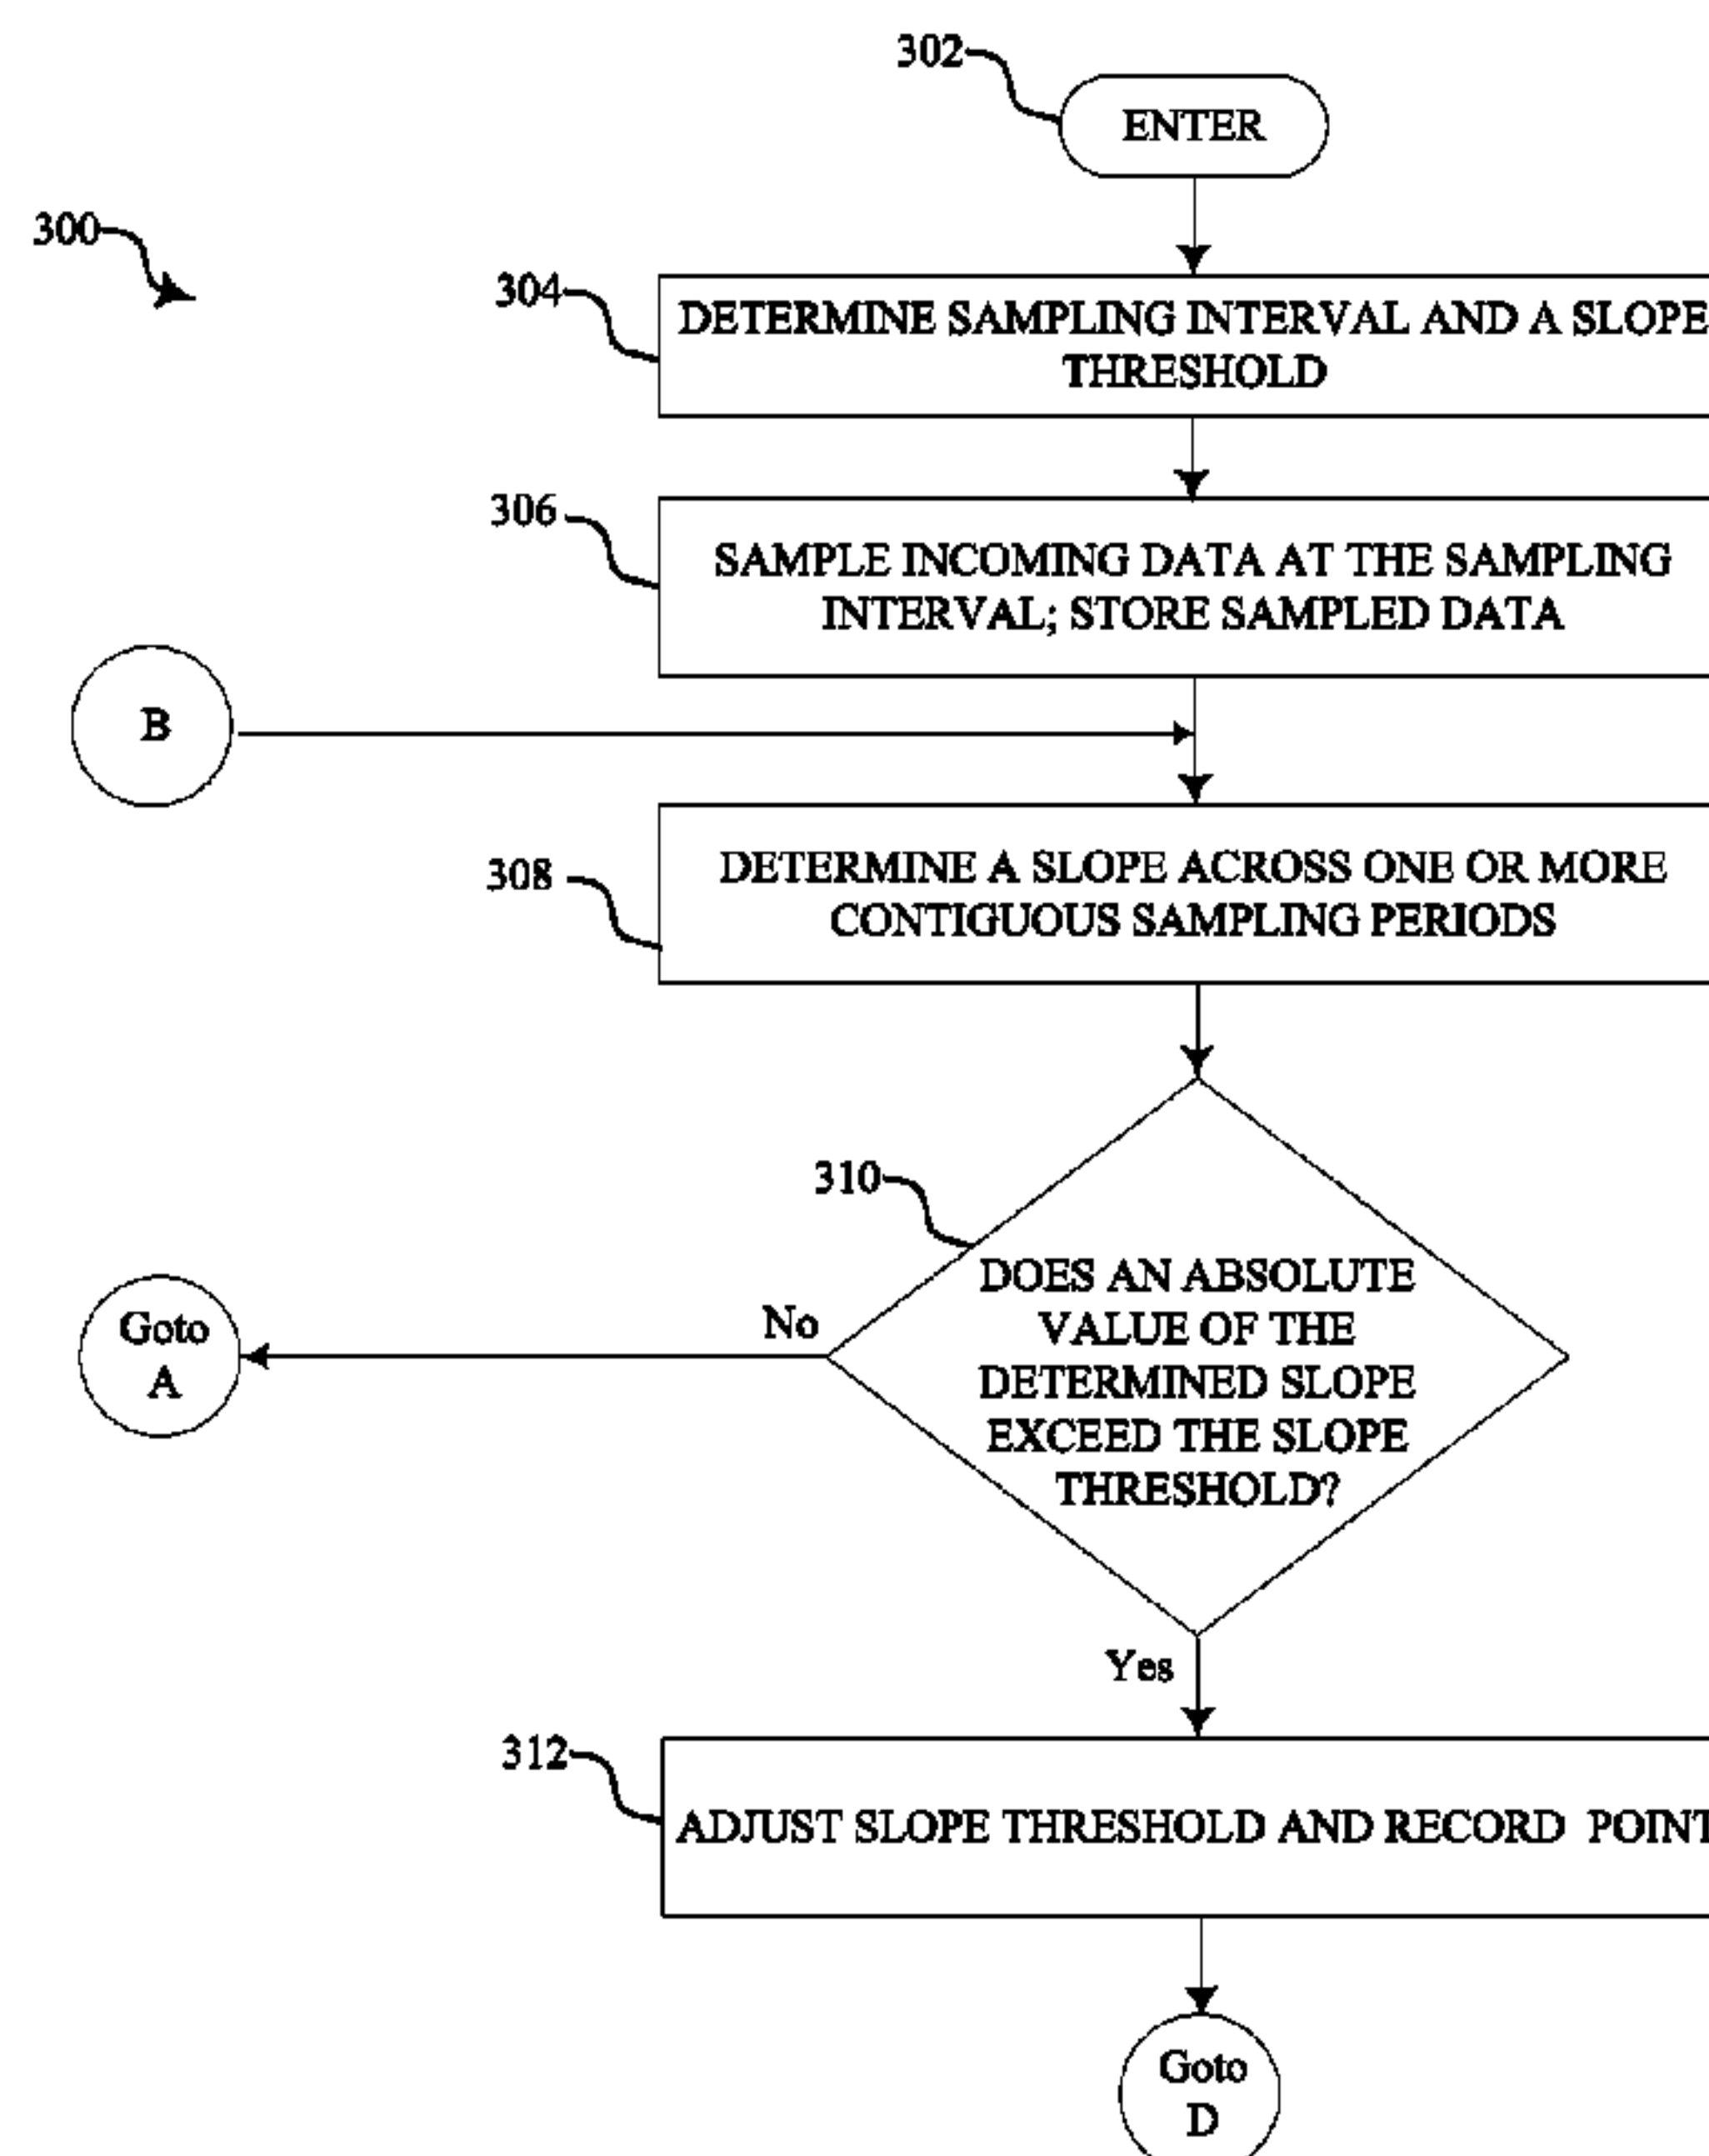 302
ENTER
300
304
DETERMINE SAMPLING INTERVAL AND A SLOPE
THRESHOLD
306
SAMPLE INCOMING DATA AT THE SAMPLING
INTERVAL; STORE SAMPLED DATA
B
308
DETERMINE A SLOPE ACROSS ONE OR MORE
CONTIGUOUS SAMPLING PERIODS
310
DOES AN ABSOLUTE
VALUE OF THE
DETERMINED SLOPE
EXCEED THE SLOPE
THRESHOLD?
No
Goto
A
Yes
312
ADJUST SLOPE THRESHOLD AND RECORD POINT
Goto
D